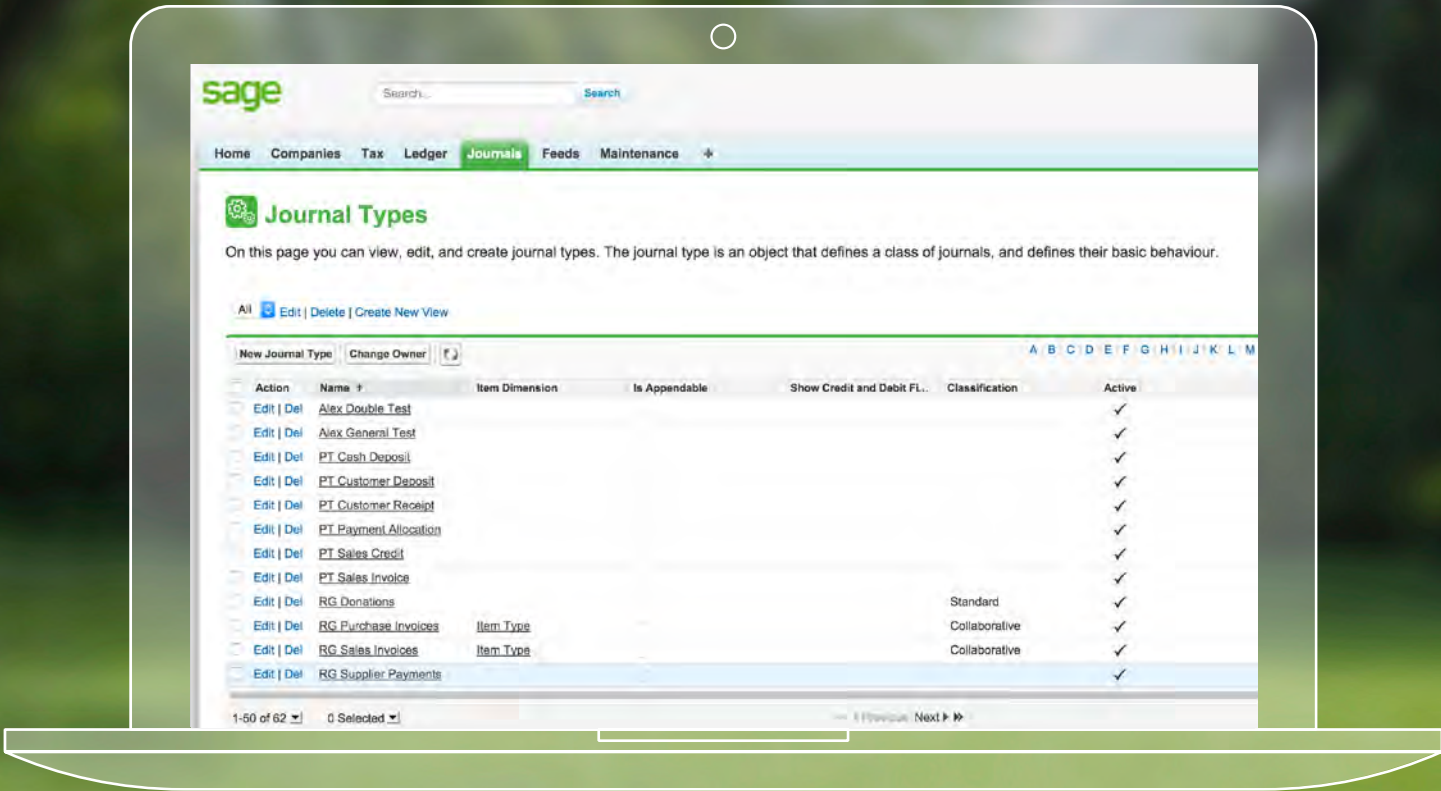 sage
Search...
Search
Home Companies Tax Ledger Journals Feeds Maintenance +
Journal Types
On this page you can view, edit, and create journal types. The journal type is an object that defines a class of journals, and defines their basic behaviour.
All Edit | Delete | Create New View
New Journal Type Change Owner A B C D E F G H I J K L M
Action Name ↑ Item Dimension Is Appendable Show Credit and Debit Fi... Classification Active
Edit | Del Alex Double Test ✓
Edit | Del Alex General Test ✓
Edit | Del PT Cash Deposit ✓
Edit | Del PT Customer Deposit ✓
Edit | Del PT Customer Receipt ✓
Edit | Del PT Payment Allocation ✓
Edit | Del PT Sales Credit ✓
Edit | Del PT Sales Invoice ✓
Edit | Del RG Donations Standard ✓
Edit | Del RG Purchase Invoices Item Type Collaborative ✓
Edit | Del RG Sales Invoices Item Type Collaborative ✓
Edit | Del RG Supplier Payments ✓
1-50 of 62 0 Selected Previous Next